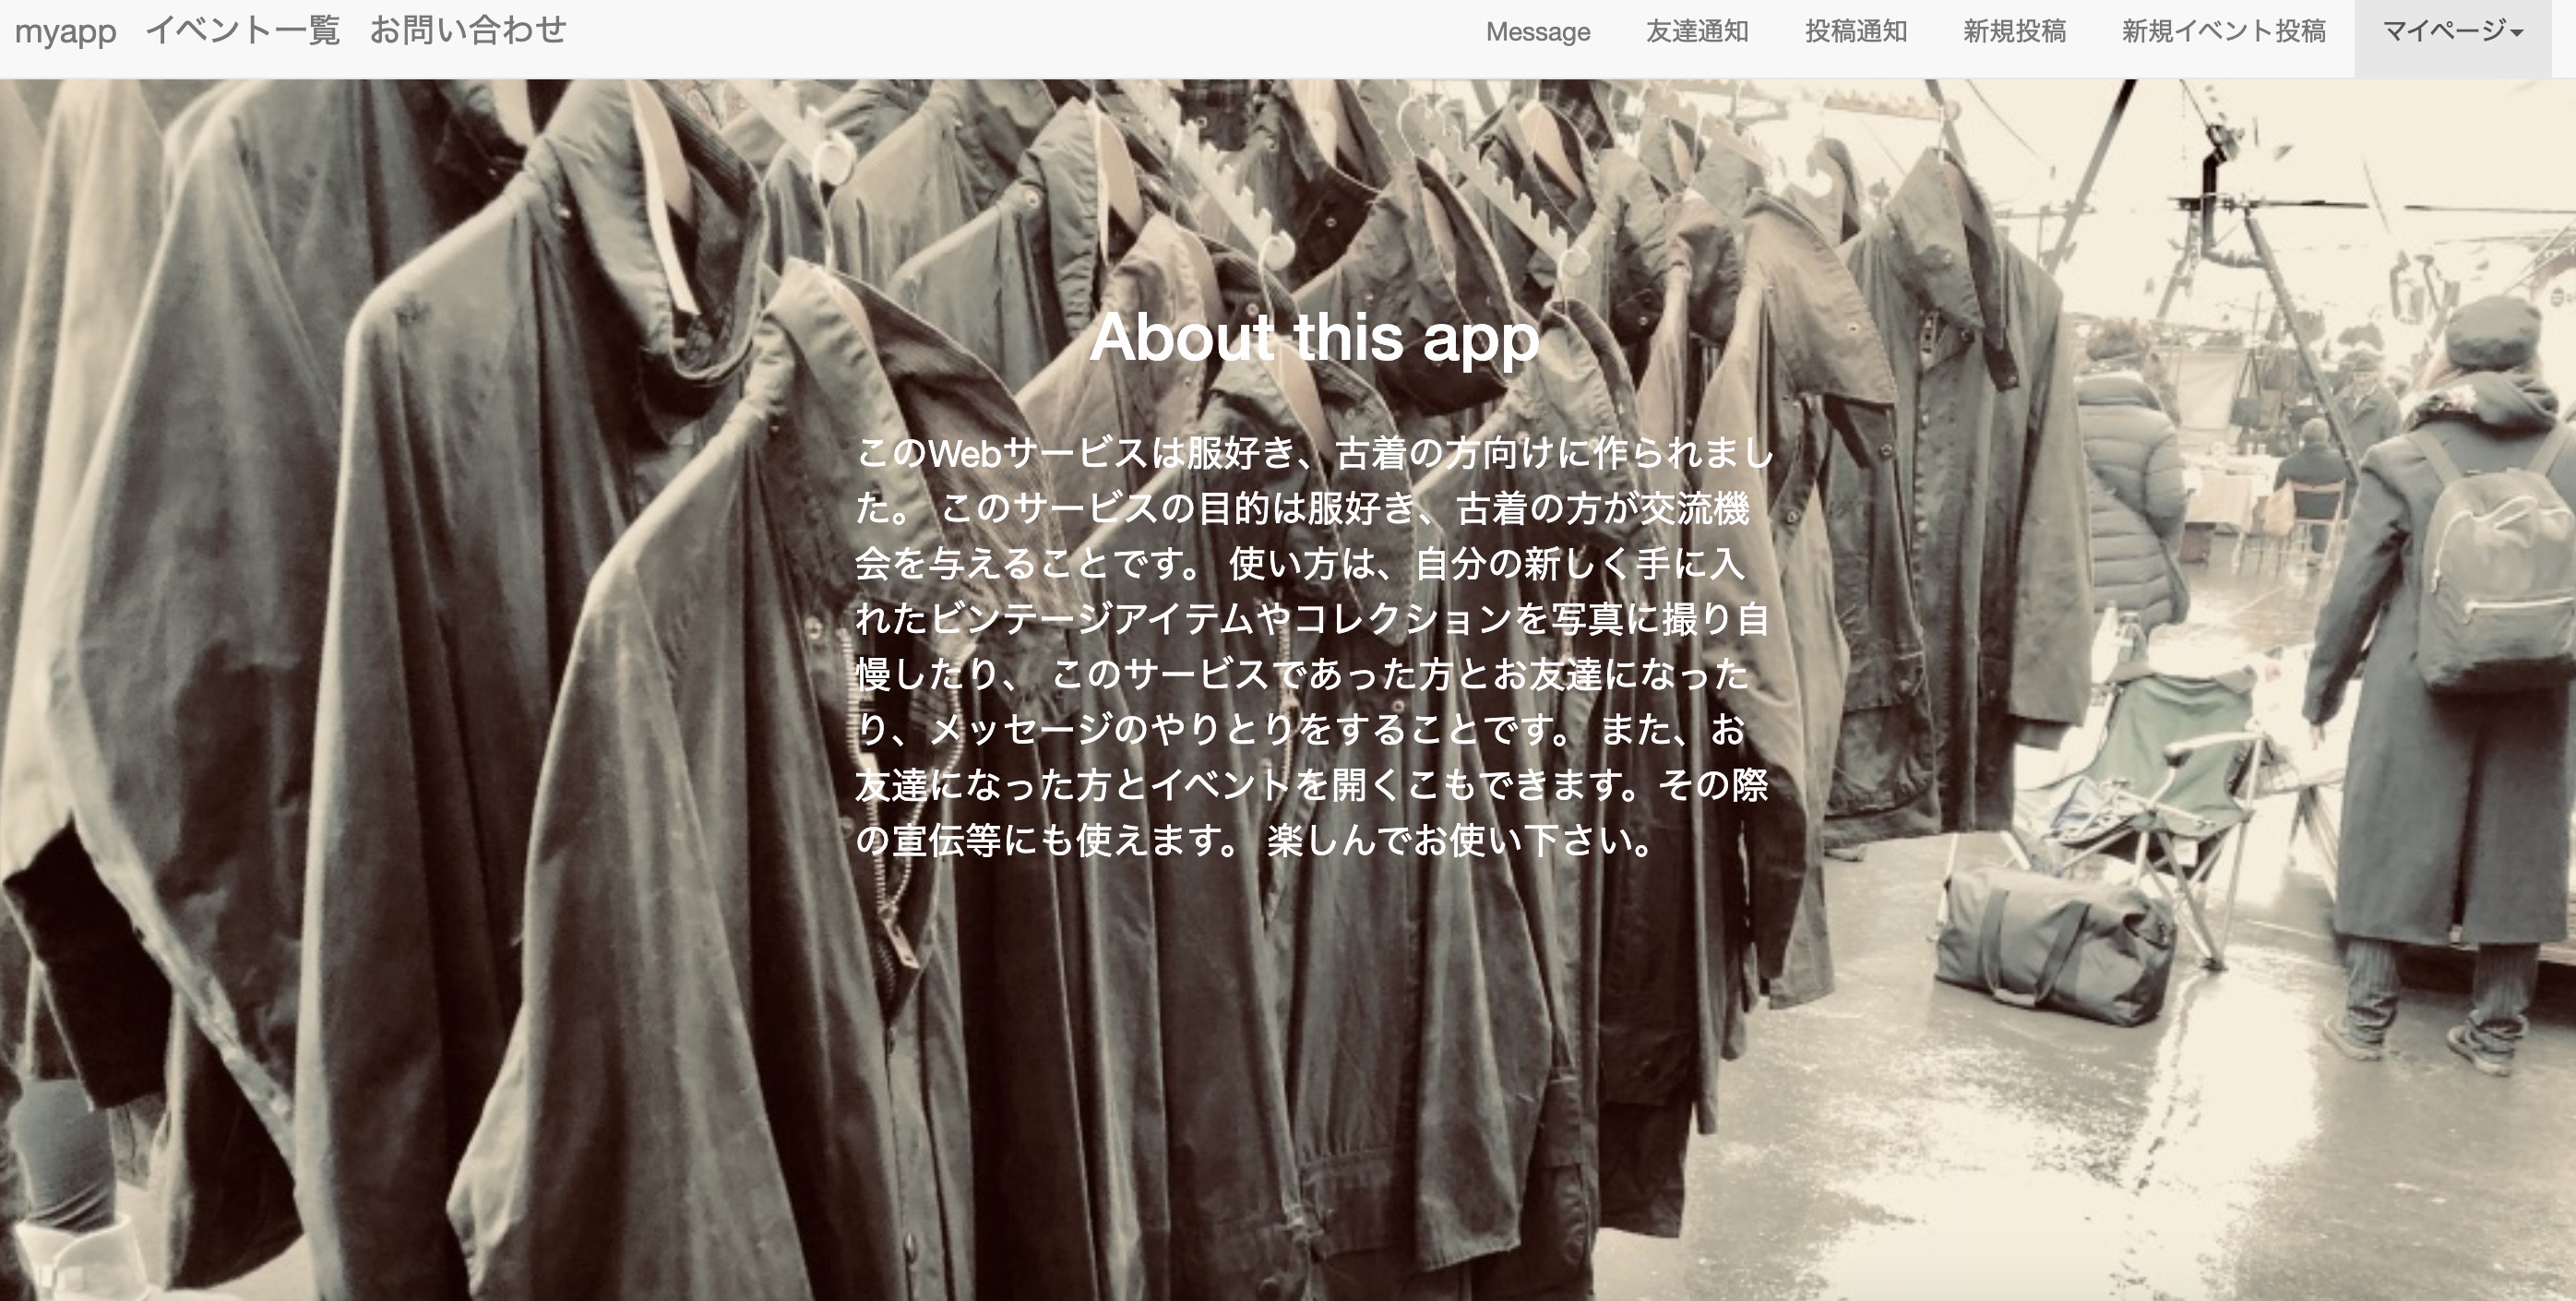 myapp イベント一覧 お問い合わせ Message 友達通知 投稿通知 新規投稿 新規イベント投稿 マイページ
About this app
このWebサービスは服好き、古着の方向けに作られまし
た。 このサービスの目的は服好き、古着の方が交流機
会を与えることです。 使い方は、自分の新しく手に入
れたビンテージアイテムやコレクションを写真に撮り自
慢したり、 このサービスであった方とお友達になった
り、メッセージのやりとりをすることです。 また、お
友達になった方とイベントを開くこもできます。その際
の宣伝等にも使えます。 楽しんでお使い下さい。